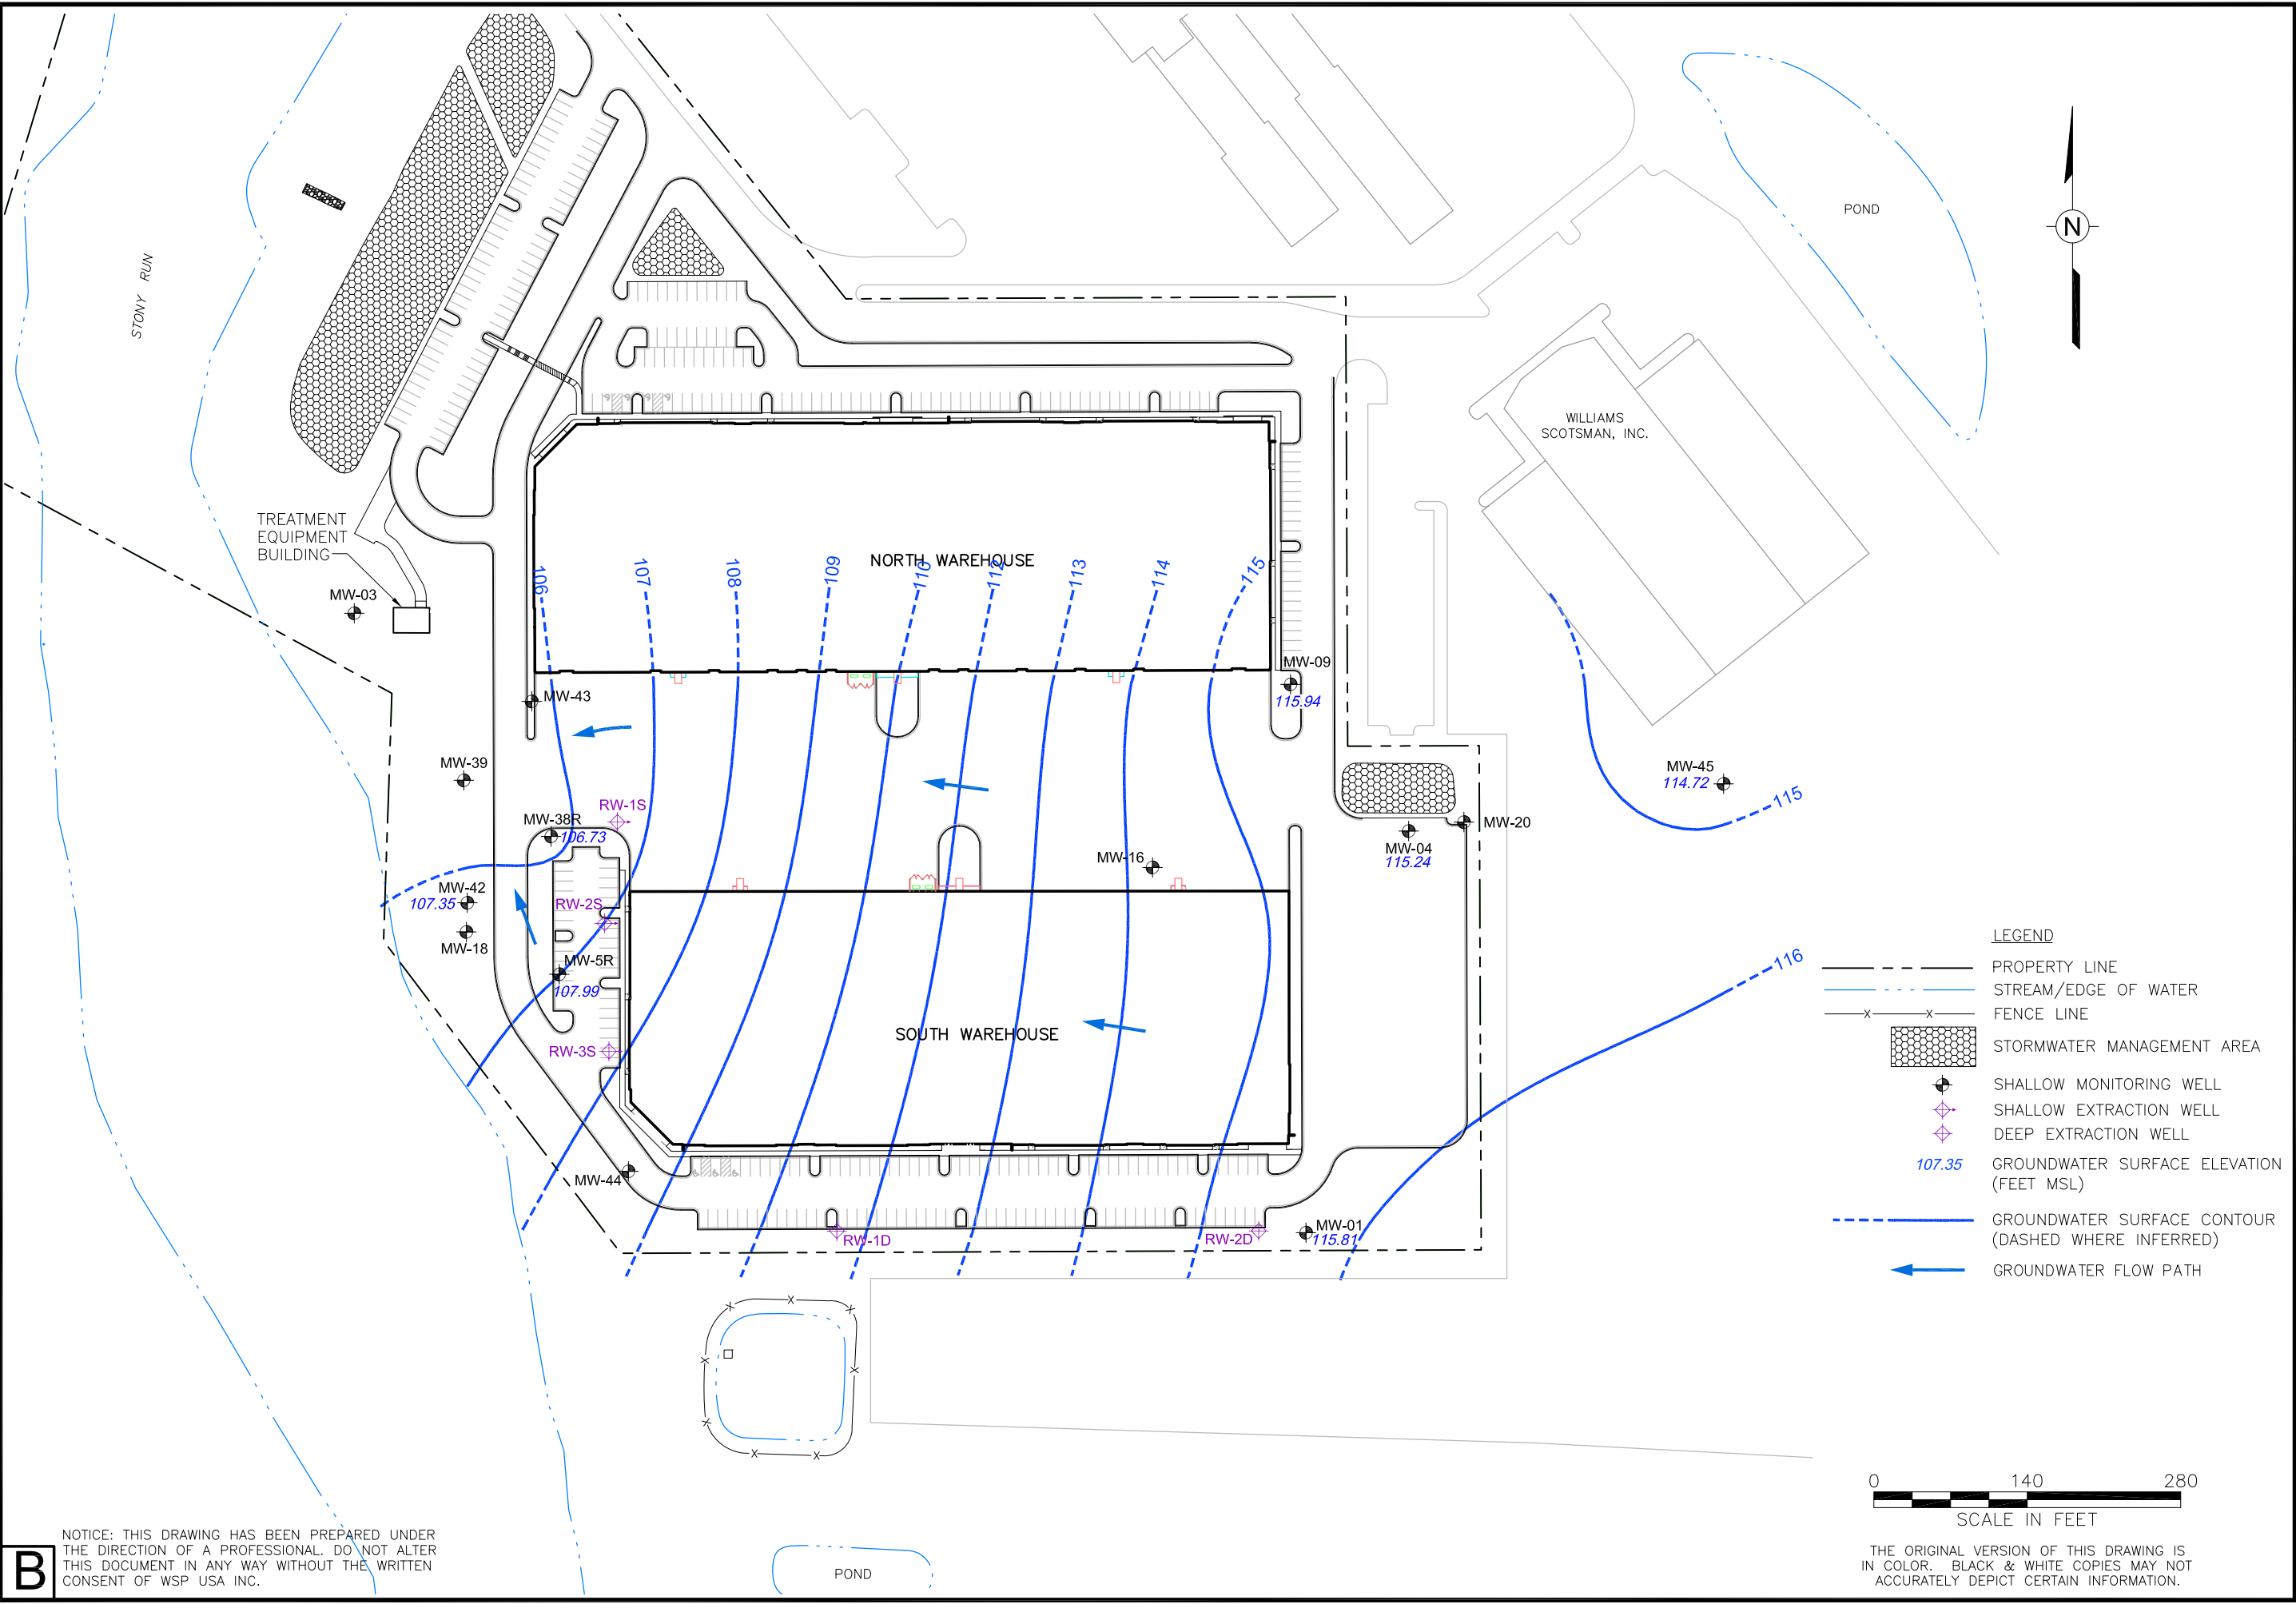 POND
N
STONY RUN
WILLIAMS
SCOTSMAN, INC.
TREATMENT
EQUIPMENT
BUILDING
MW-03
NORTH WAREHOUSE
106
107
108
109
110
112
113
114
115
MW-09
115.94
MW-43
MW-39
MW-45
114.72
115
RW-1S
MW-38R
106.73
MW-20
MW-04
115.24
MW-16
MW-42
107.35
RW-2S
MW-18
MW-5R
107.99
116
SOUTH WAREHOUSE
RW-3S
MW-44
RW-1D
RW-2D
MW-01
115.81
LEGEND
PROPERTY LINE
STREAM/EDGE OF WATER
X X FENCE LINE
STORMWATER MANAGEMENT AREA
SHALLOW MONITORING WELL
SHALLOW EXTRACTION WELL
DEEP EXTRACTION WELL
107.35 GROUNDWATER SURFACE ELEVATION
(FEET MSL)
GROUNDWATER SURFACE CONTOUR
(DASHED WHERE INFERRED)
GROUNDWATER FLOW PATH
X X X
X X
X X X
0 140 280
SCALE IN FEET
THE ORIGINAL VERSION OF THIS DRAWING IS
IN COLOR. BLACK & WHITE COPIES MAY NOT
ACCURATELY DEPICT CERTAIN INFORMATION.
POND
B
NOTICE: THIS DRAWING HAS BEEN PREPARED UNDER
THE DIRECTION OF A PROFESSIONAL. DO NOT ALTER
THIS DOCUMENT IN ANY WAY WITHOUT THE WRITTEN
CONSENT OF WSP USA INC.